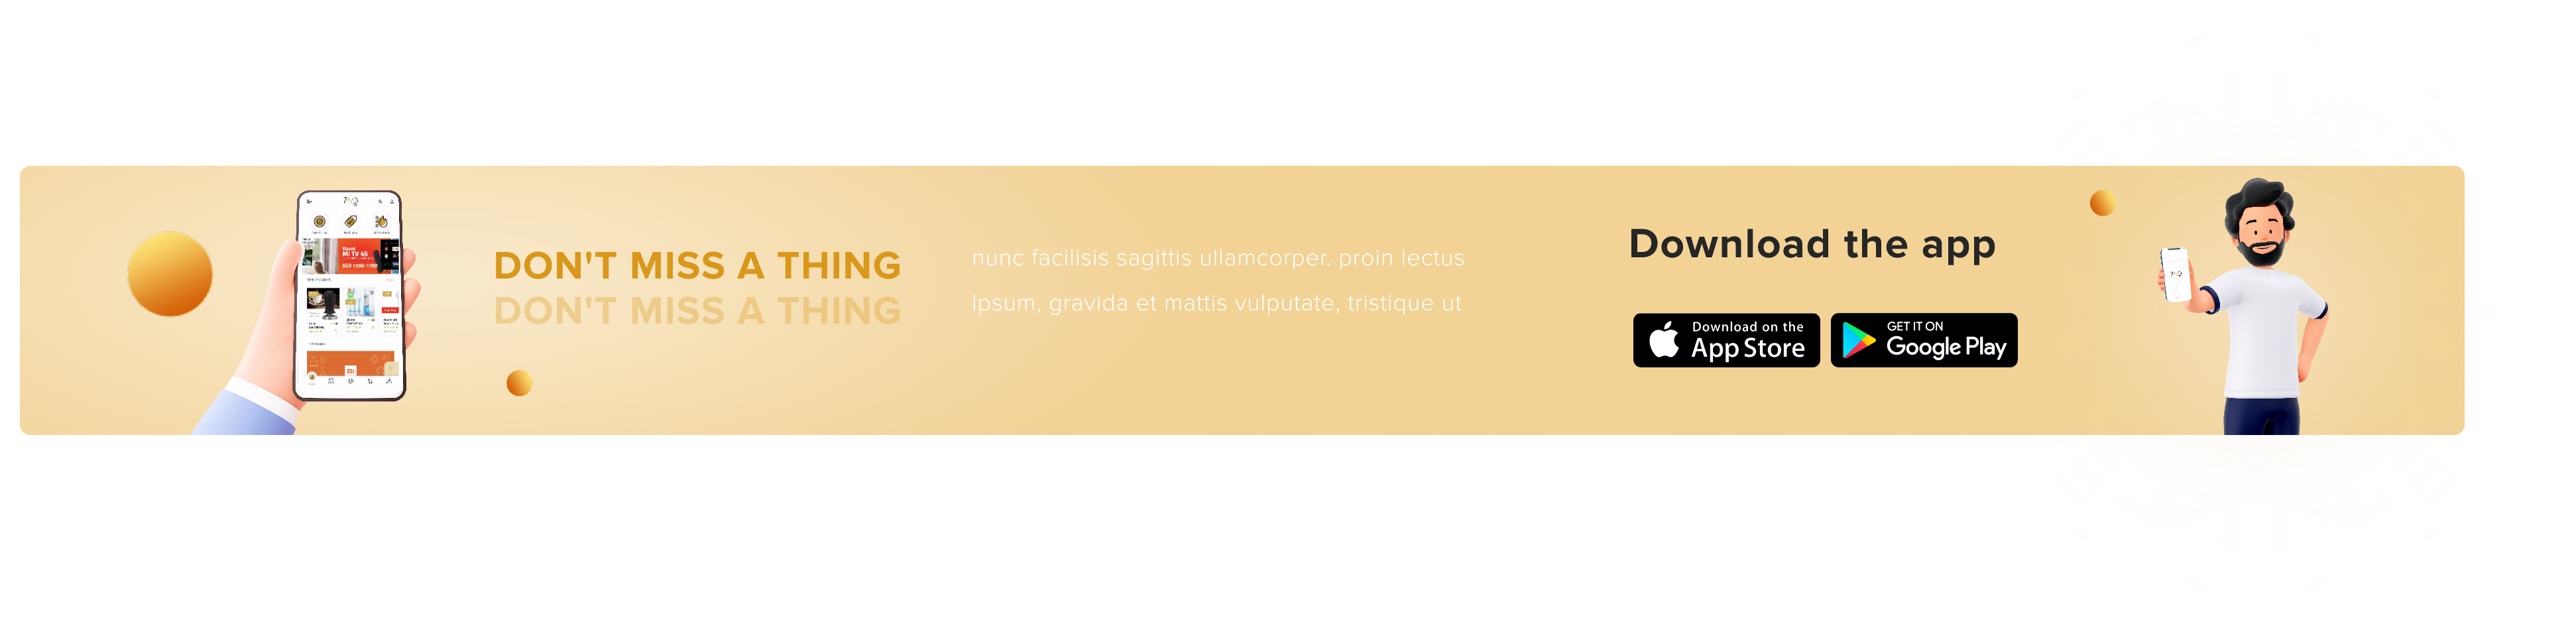 DON'T MISS A THING
DON'T MISS A THING
nunc facilisis sagittis ullamcorper. proin lectus
ipsum, gravida et mattis vulputate, tristique ut
Download the app
Download on the
App Store
GET IT ON
Google Play